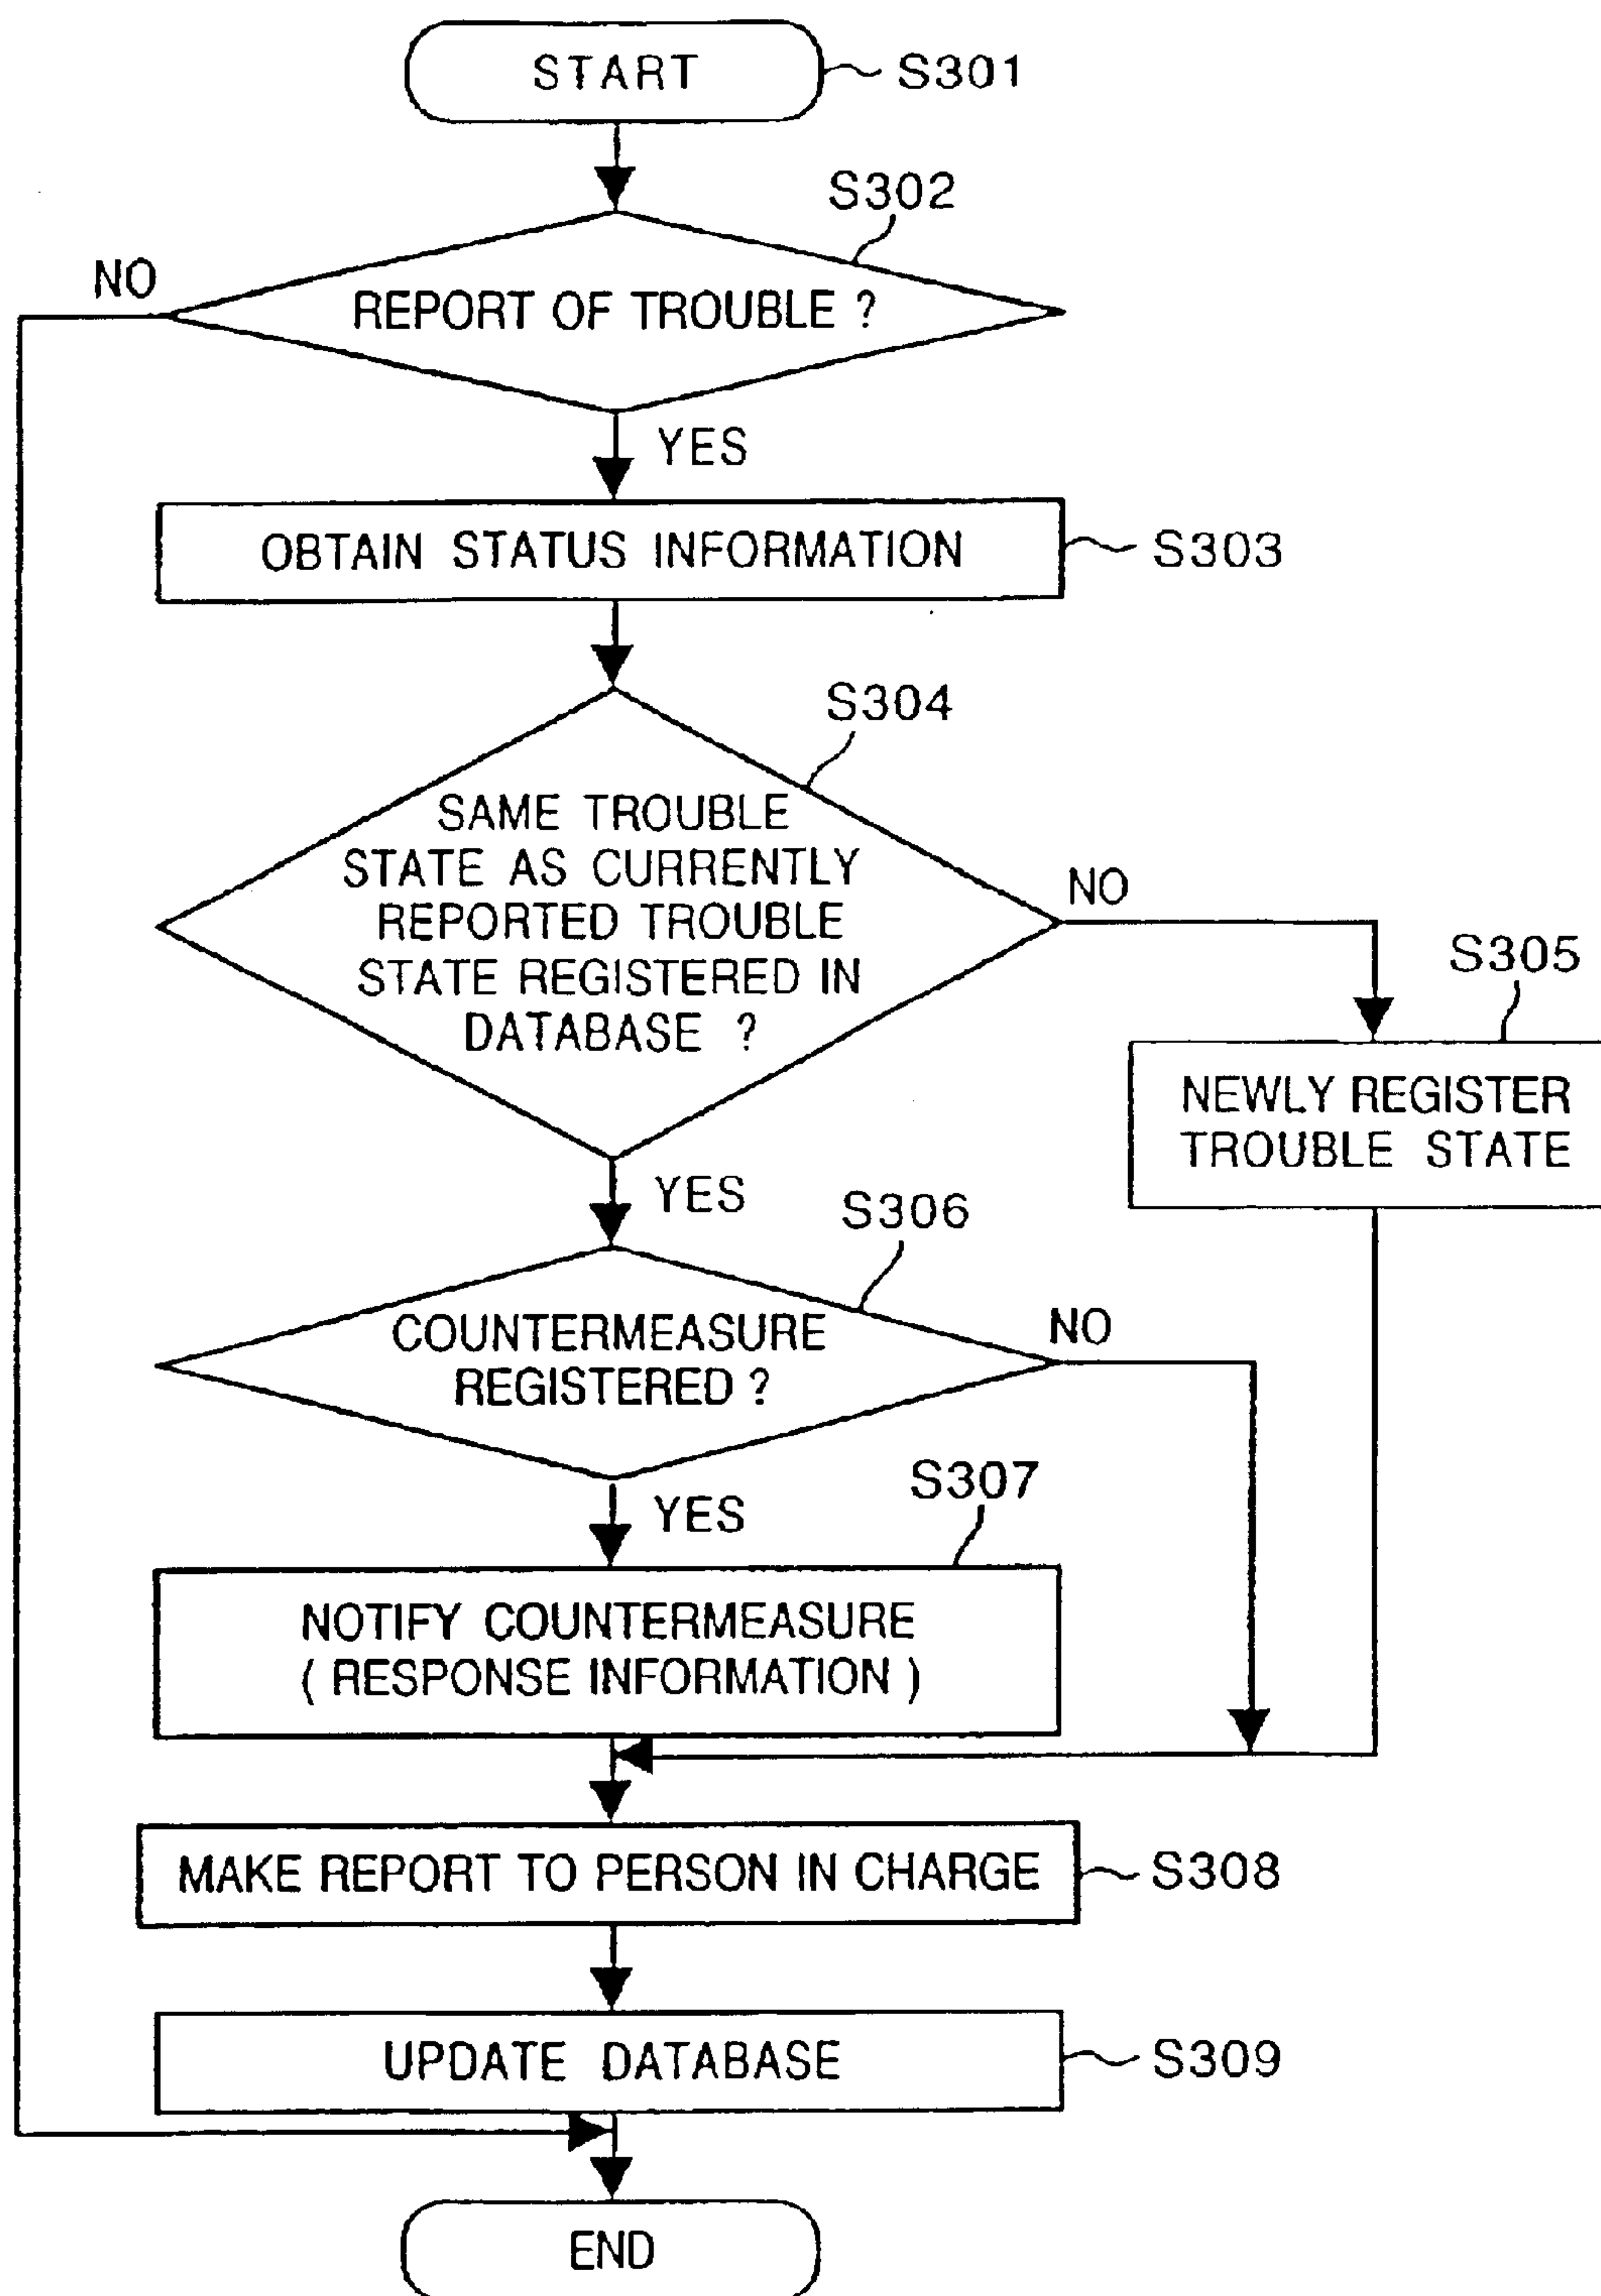 START
S301
S302
NO
REPORT OF TROUBLE ?
YES
OBTAIN STATUS INFORMATION
S303
S304
SAME TROUBLE
STATE AS CURRENTLY
REPORTED TROUBLE
STATE REGISTERED IN
DATABASE ?
NO
S305
NEWLY REGISTER
TROUBLE STATE
YES
S306
COUNTERMEASURE
REGISTERED ?
NO
YES
S307
NOTIFY COUNTERMEASURE
( RESPONSE INFORMATION )
MAKE REPORT TO PERSON IN CHARGE
S308
UPDATE DATABASE
S309
END